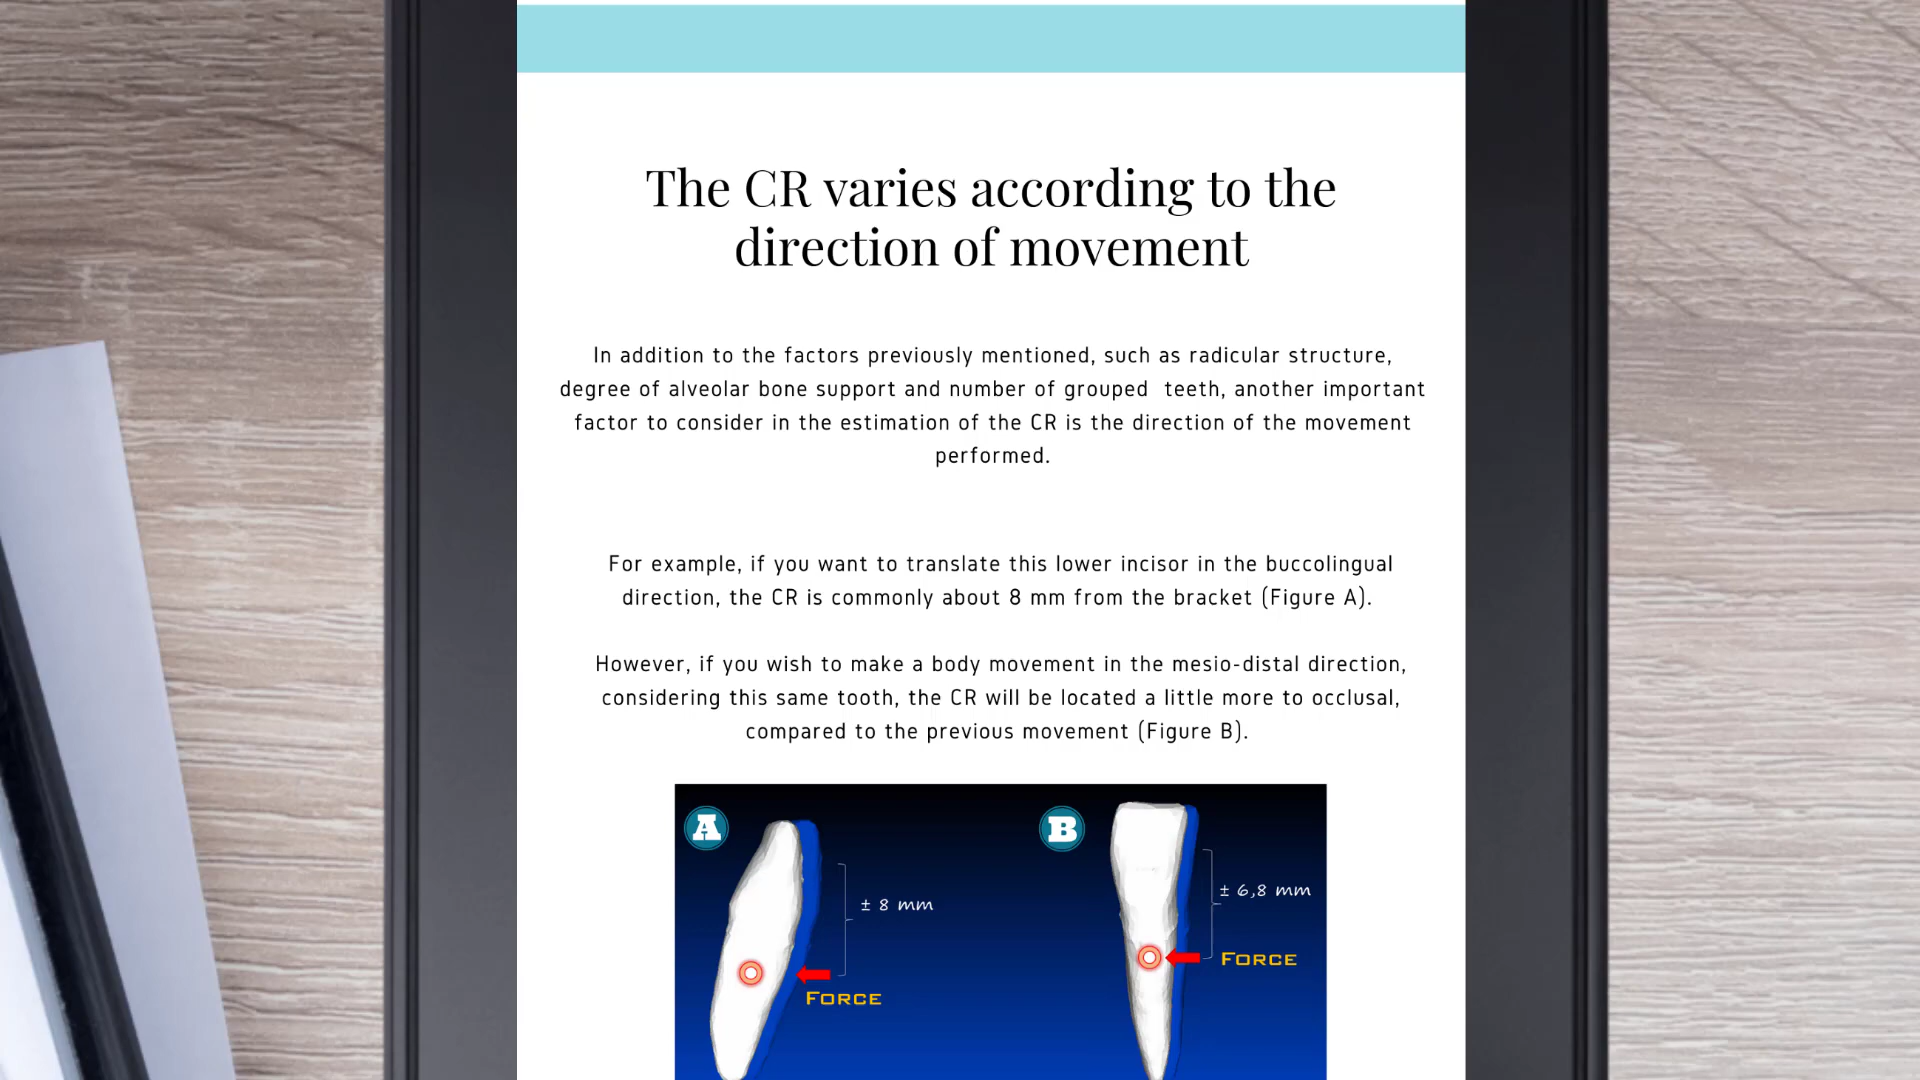 The CR varies according to the
direction of movement
In addition to the factors previously mentioned, such as radicular structure,
degree of alveolar bone support and number of grouped teeth, another important
factor to consider in the estimation of the CR is the direction of the movement
performed.
For example, if you want to translate this lower incisor in the buccolingual
direction, the CR is commonly about 8 mm from the bracket (Figure A).
However, if you wish to make a body movement in the mesio-distal direction,
considering this same tooth, the CR will be located a little more to occlusal,
compared to the previous movement (Figure B).
A
± 8 mm
FORCE
B
± 6,8 mm
FORCE